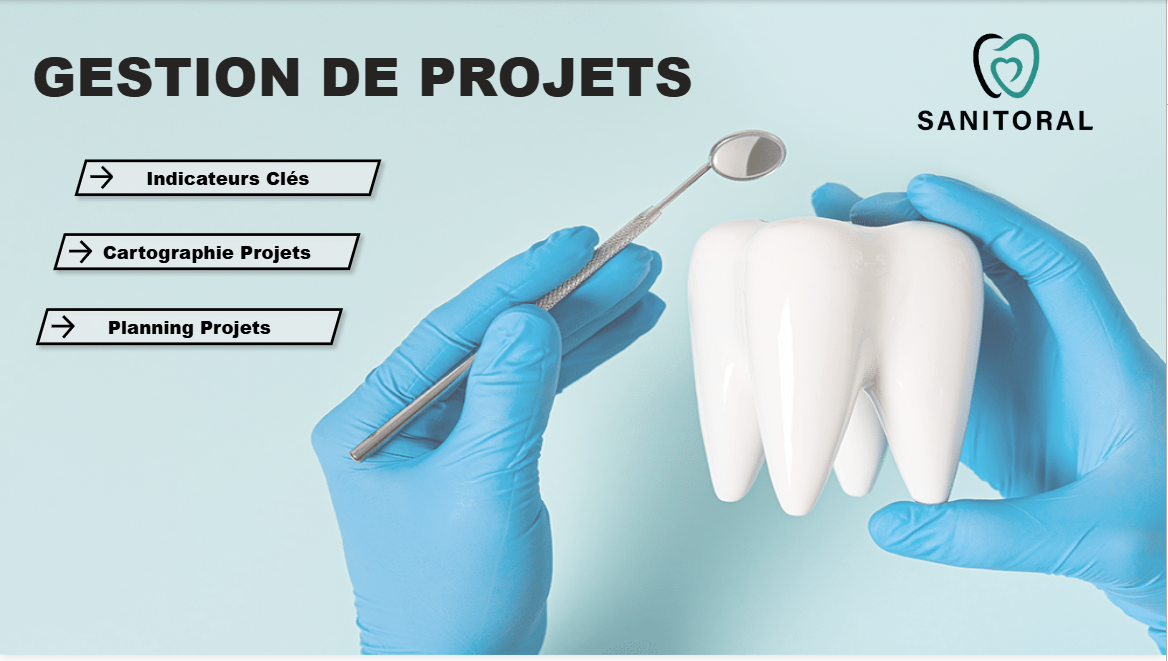 GESTION DE PROJETS
SANITORAL
Indicateurs Clés
Cartographie Projets
Planning Projets